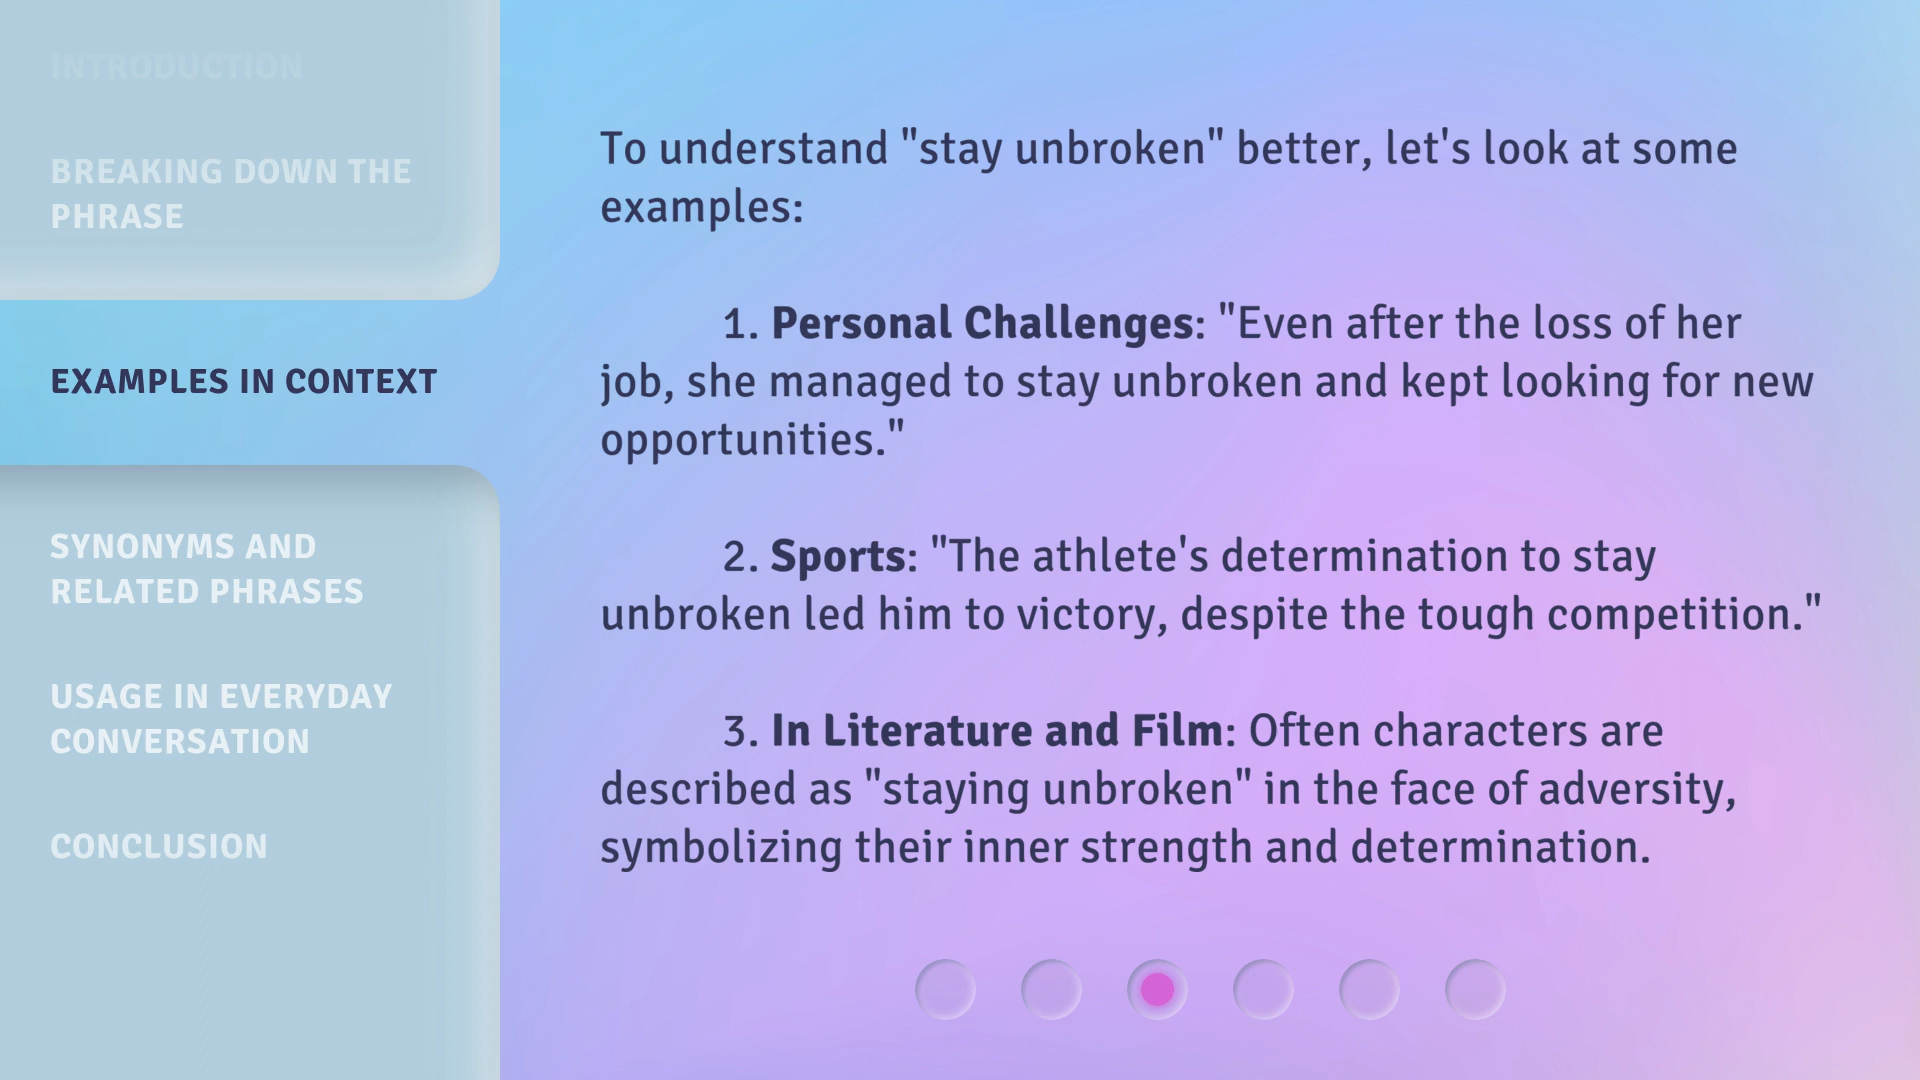 INTRODUCTION
BREAKING DOWN THE
PHRASE
EXAMPLES IN CONTEXT
SYNONYMS AND
RELATED PHRASES
USAGE IN EVERYDAY
CONVERSATION
CONCLUSION
To understand "stay unbroken" better, let's look at some
examples:
1. Personal Challenges: "Even after the loss of her
job, she managed to stay unbroken and kept looking for new
opportunities."
2. Sports: "The athlete's determination to stay
unbroken led him to victory, despite the tough competition."
3. In Literature and Film: Often characters are
described as "staying unbroken" in the face of adversity,
symbolizing their inner strength and determination.